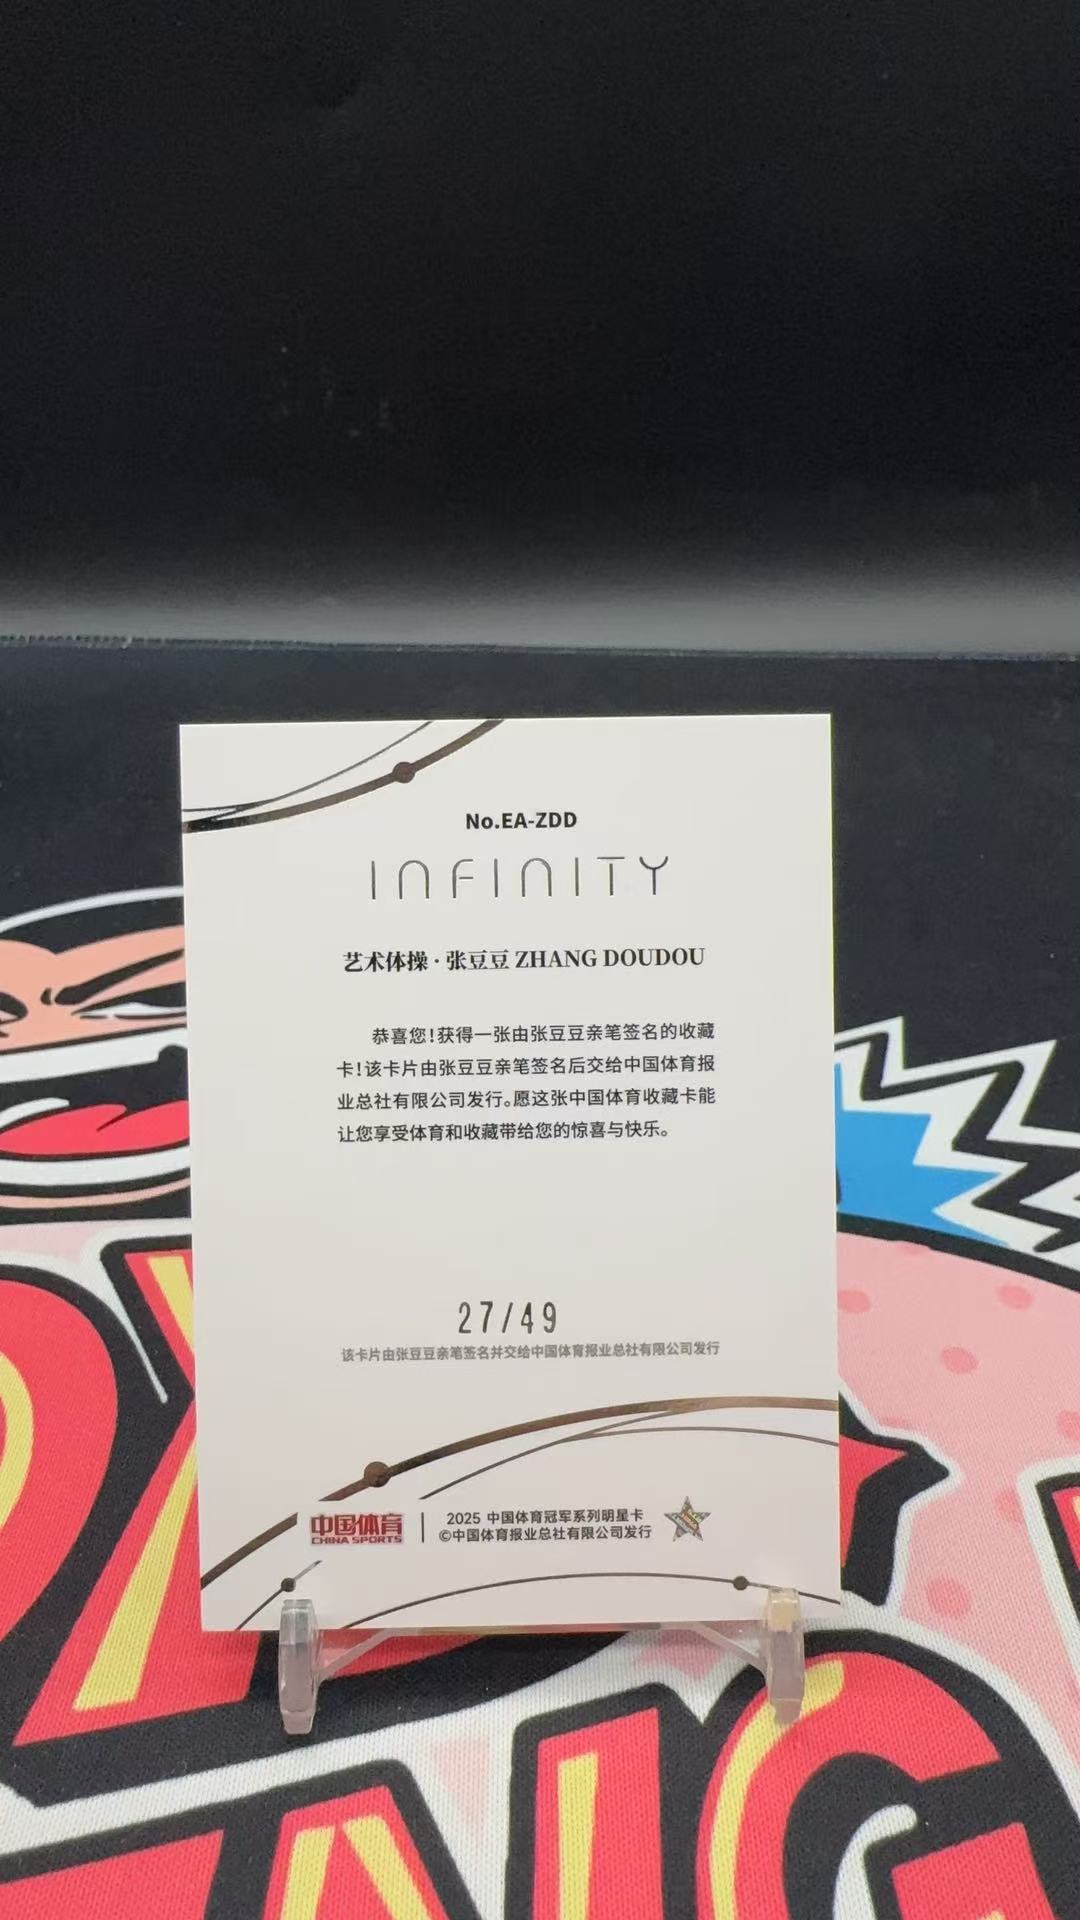 No.EA-ZDD
INFINITY
艺术体操·张豆豆 ZHANG DOUDOU
恭喜您!获得一张由张豆豆亲笔签名的收藏
卡!该卡片由张豆豆亲笔签名后交给中国体育报
业总社有限公司发行。愿这张中国体育收藏卡能
让您享受体育和收藏带给您的惊喜与快乐。
27/49
该卡片由张豆豆亲笔签名并交给中国体育报业总社有限公司发行
中国体育
CHINA SPORTS
2025 中国体育冠军系列明星卡
©中国体育报业总社有限公司发行